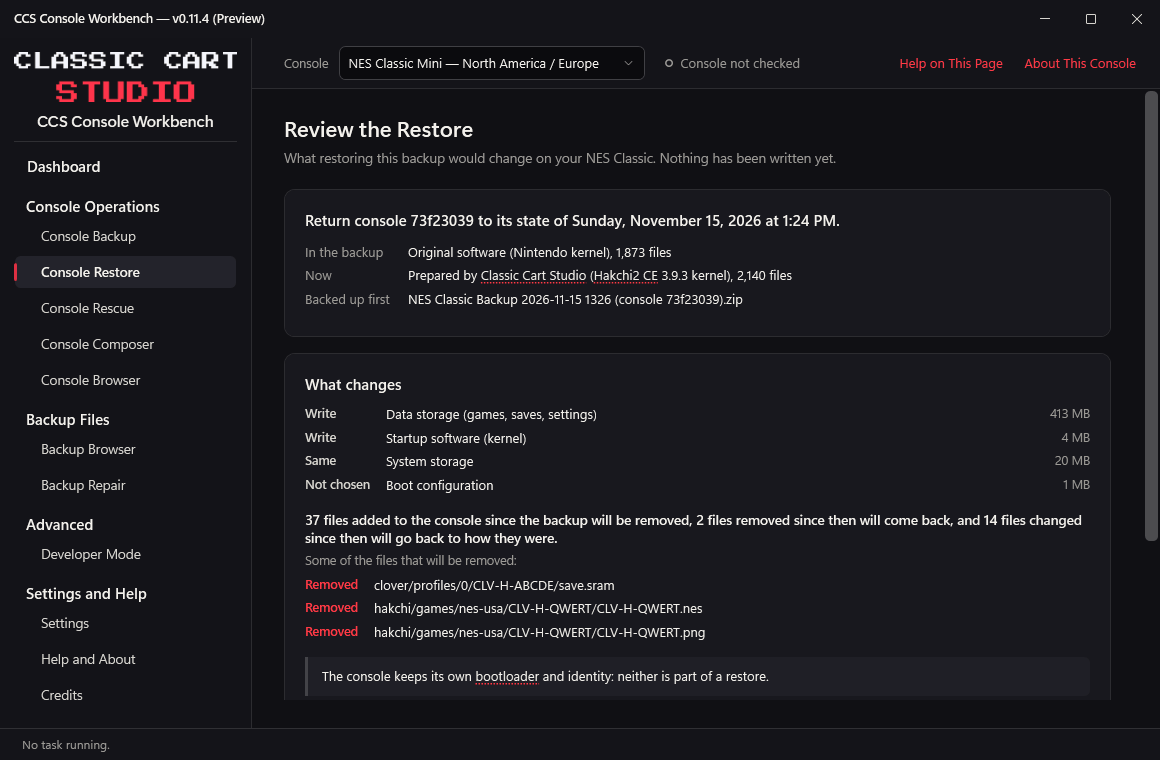 CCS Console Workbench — v0.11.4 (Preview)
CLASSIC CART
STUDIO
CCS Console Workbench
Dashboard
Console Operations
Console Backup
Console Restore
Console Rescue
Console Composer
Console Browser
Backup Files
Backup Browser
Backup Repair
Advanced
Developer Mode
Settings and Help
Settings
Help and About
Credits
Console NES Classic Mini — North America / Europe Console not checked Help on This Page About This Console
Review the Restore
What restoring this backup would change on your NES Classic. Nothing has been written yet.
Return console 73f23039 to its state of Sunday, November 15, 2026 at 1:24 PM.
In the backup Original software (Nintendo kernel), 1,873 files
Now Prepared by Classic Cart Studio (Hakchi2 CE 3.9.3 kernel), 2,140 files
Backed up first NES Classic Backup 2026-11-15 1326 (console 73f23039).zip
What changes
Write Data storage (games, saves, settings) 413 MB
Write Startup software (kernel) 4 MB
Same System storage 20 MB
Not chosen Boot configuration 1 MB
37 files added to the console since the backup will be removed, 2 files removed since then will come back, and 14 files changed
since then will go back to how they were.
Some of the files that will be removed:
Removed clover/profiles/0/CLV-H-ABCDE/save.sram
Removed hakchi/games/nes-usa/CLV-H-QWERT/CLV-H-QWERT.nes
Removed hakchi/games/nes-usa/CLV-H-QWERT/CLV-H-QWERT.png
The console keeps its own bootloader and identity: neither is part of a restore.
No task running.